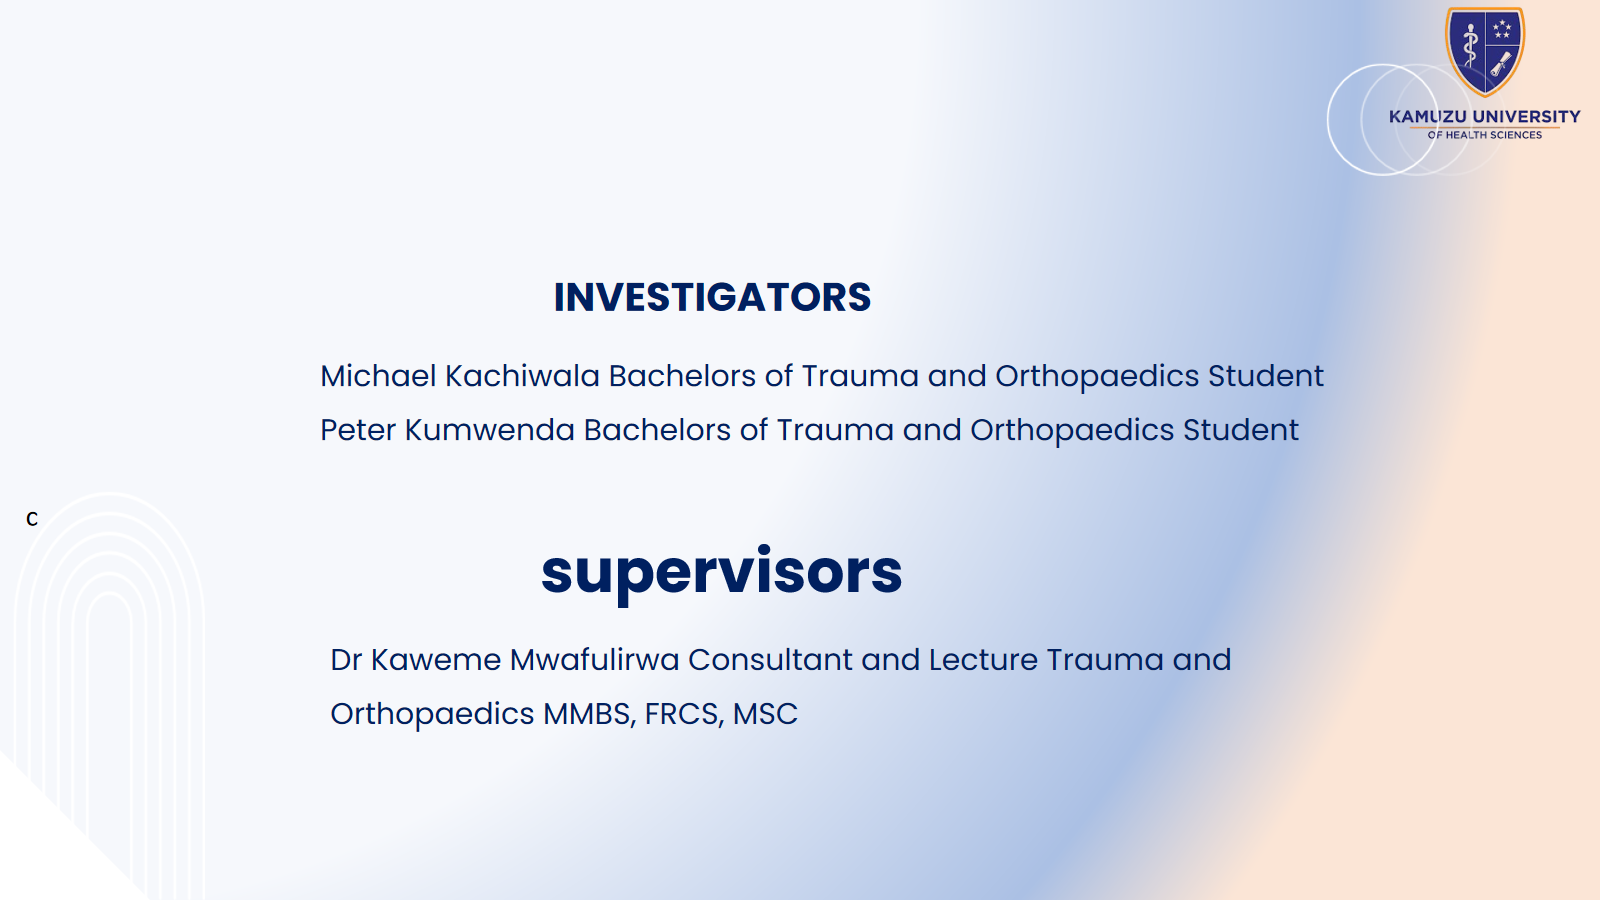 KAMUZU UNIVERSITY
OF HEALTH SCIENCES
INVESTIGATORS
Michael Kachiwala Bachelors of Trauma and Orthopaedics Student
Peter Kumwenda Bachelors of Trauma and Orthopaedics Student
c
supervisors
Dr Kaweme Mwafulirwa Consultant and Lecture Trauma and
Orthopaedics MMBS, FRCS, MSC